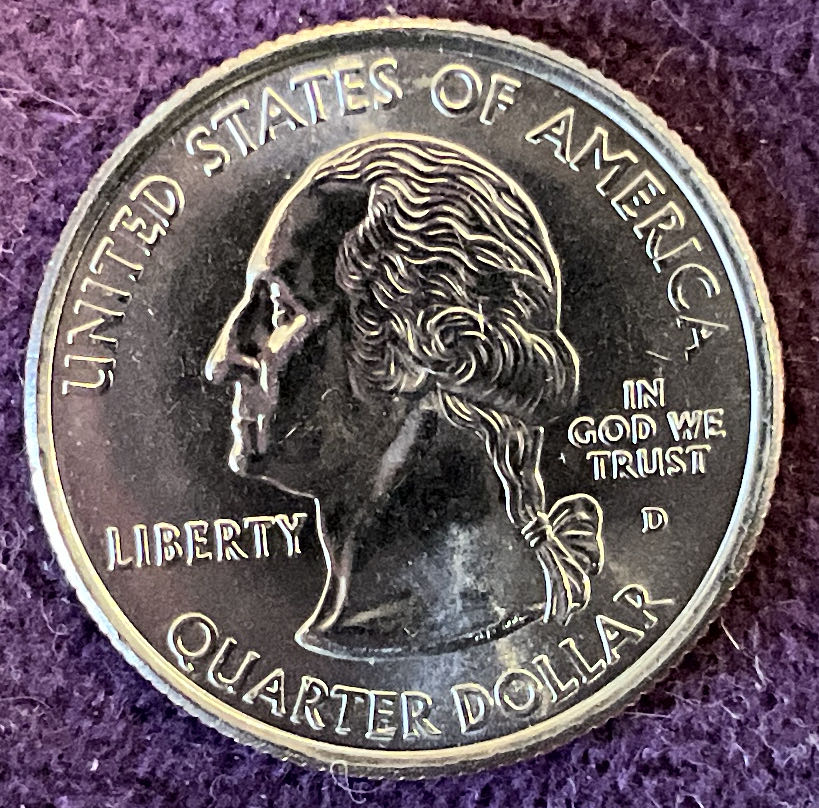 UNITED STATES OF AMERICA
IN
GOD WE
TRUST
D
LIBERTY
QUARTER DOLLAR